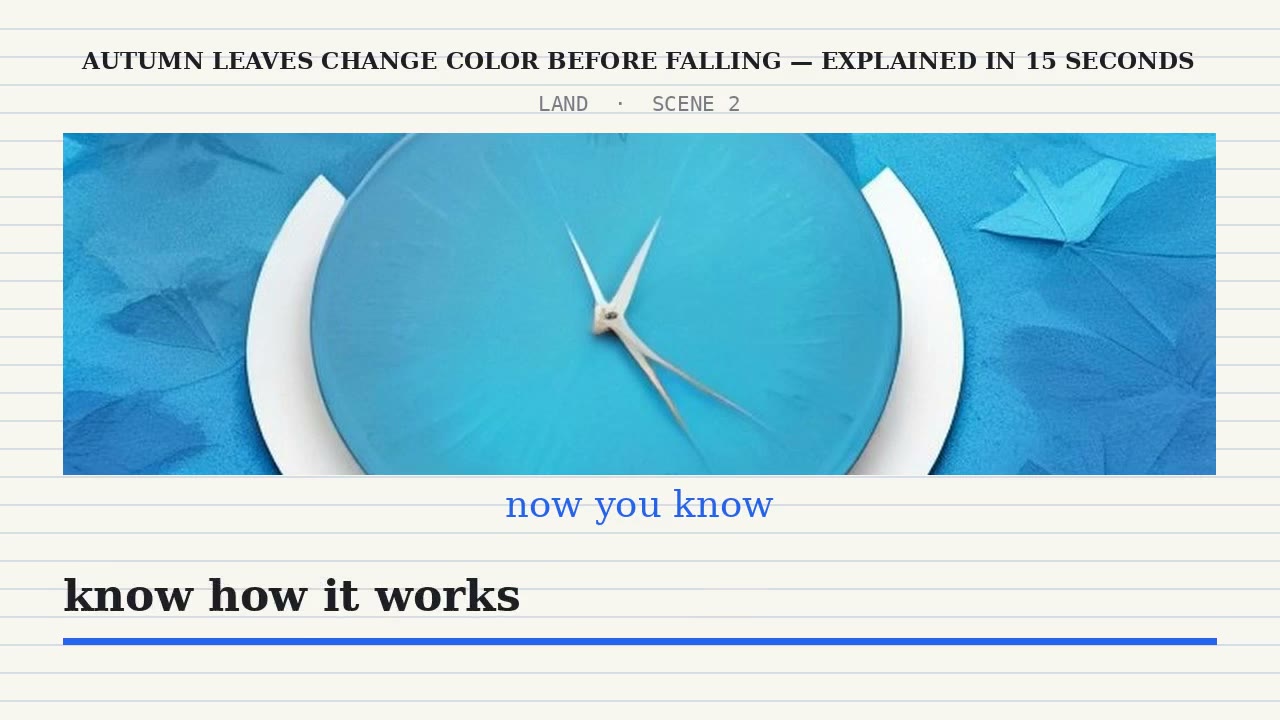 AUTUMN LEAVES CHANGE COLOR BEFORE FALLING — EXPLAINED IN 15 SECONDS
LAND · SCENE 2
now you know
know how it works